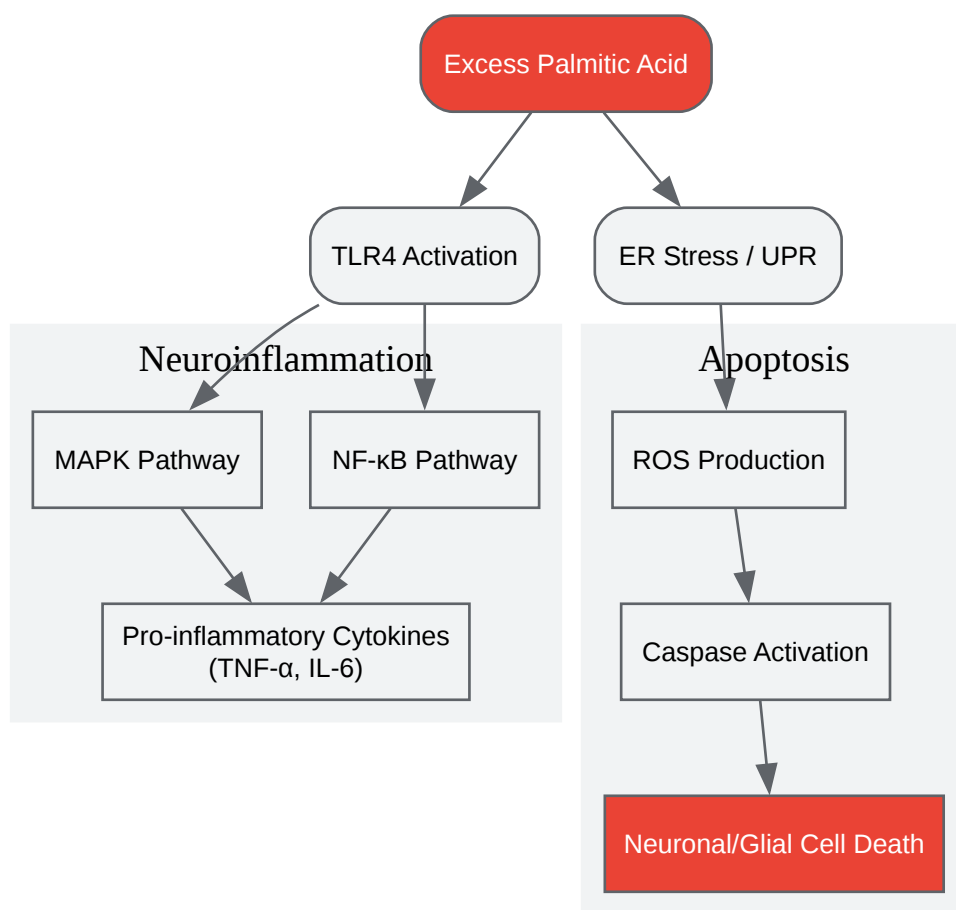 Excess Palmitic Acid
TLR4 Activation
ER Stress / UPR
Neuroinflammation
Apoptosis
MAPK Pathway
NF-κB Pathway
ROS Production
Pro-inflammatory Cytokines
(TNF-α, IL-6)
Caspase Activation
Neuronal/Glial Cell Death